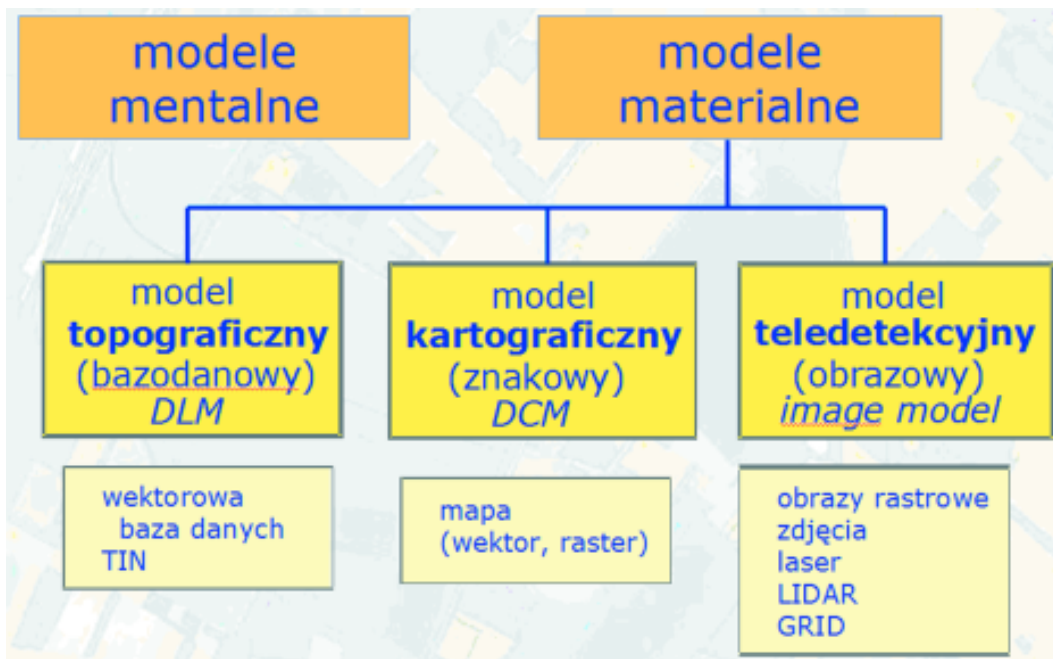 modele
mentalne
modele
materialne
model
topograficzny
(bazodanowy)
DLM
model
kartograficzny
(znakowy)
DCM
model
teledetekcyjny
(obrazowy)
image model
wektorowa
baza danych
TIN
mapa
(wektor, raster)
obrazy rastrowe
zdjęcia
laser
LIDAR
GRID